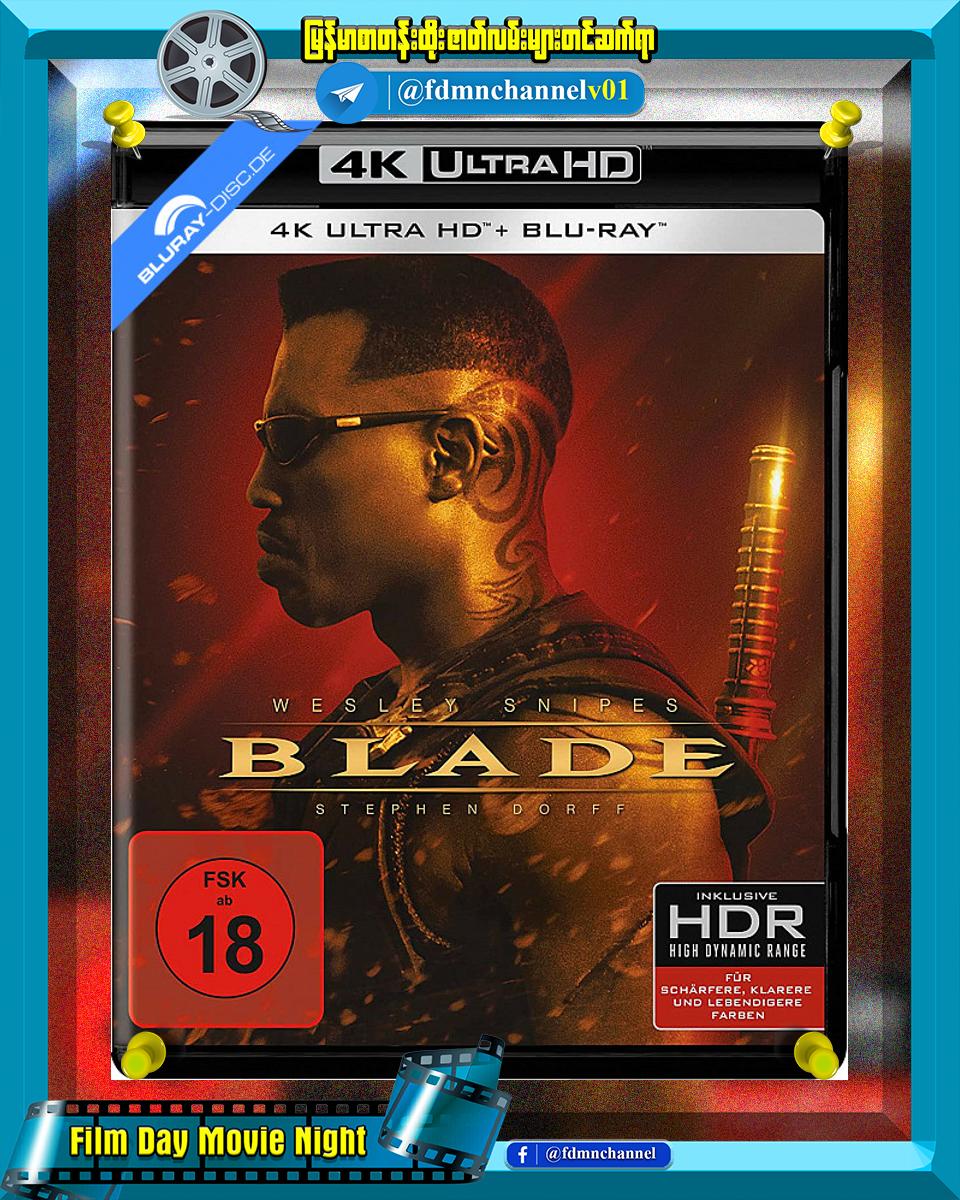 မြန်မာစာတန်းထိုးဇာတ်လမ်းများတင်ဆက်ရာ
@fdmnchannelv01
4K ULTRA HD™
BLURAY-DISC.DE
4K ULTRA HD™ + BLU-RAY™
WESLEY SNIPES
BLADE
STEPHEN DORFF
FSK
ab
18
INKLUSIVE
HDR
HIGH DYNAMIC RANGE
FÜR
SCHÄRFERE, KLARERE
UND LEBENDIGERE
FARBEN
Film Day Movie Night
f @fdmnchannel